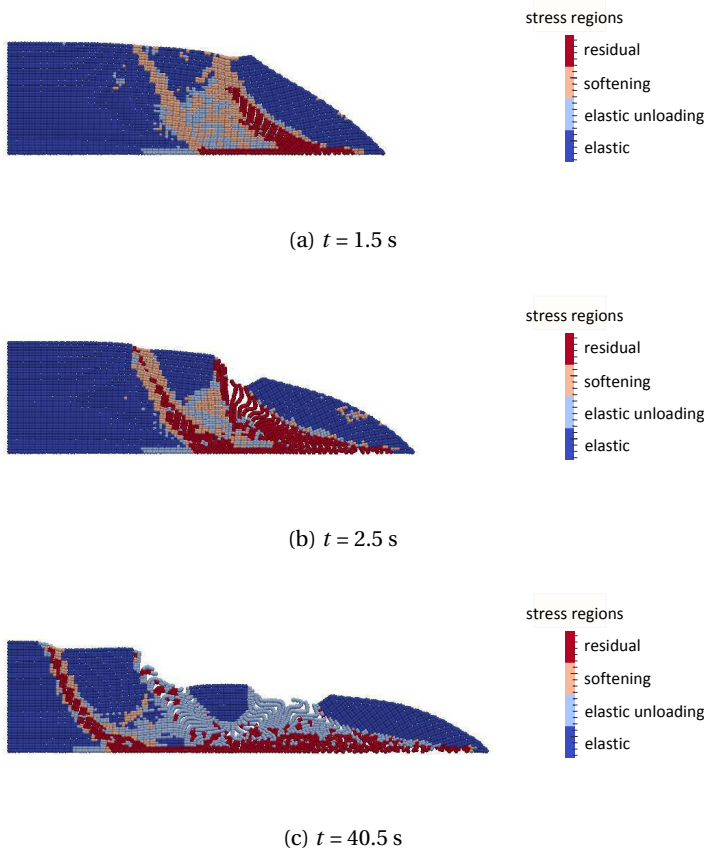 stress regions
residual
softening
elastic unloading
elastic
(a) t = 1.5 s
stress regions
residual
softening
elastic unloading
elastic
(b) t = 2.5 s
stress regions
residual
softening
elastic unloading
elastic
(c) t = 40.5 s